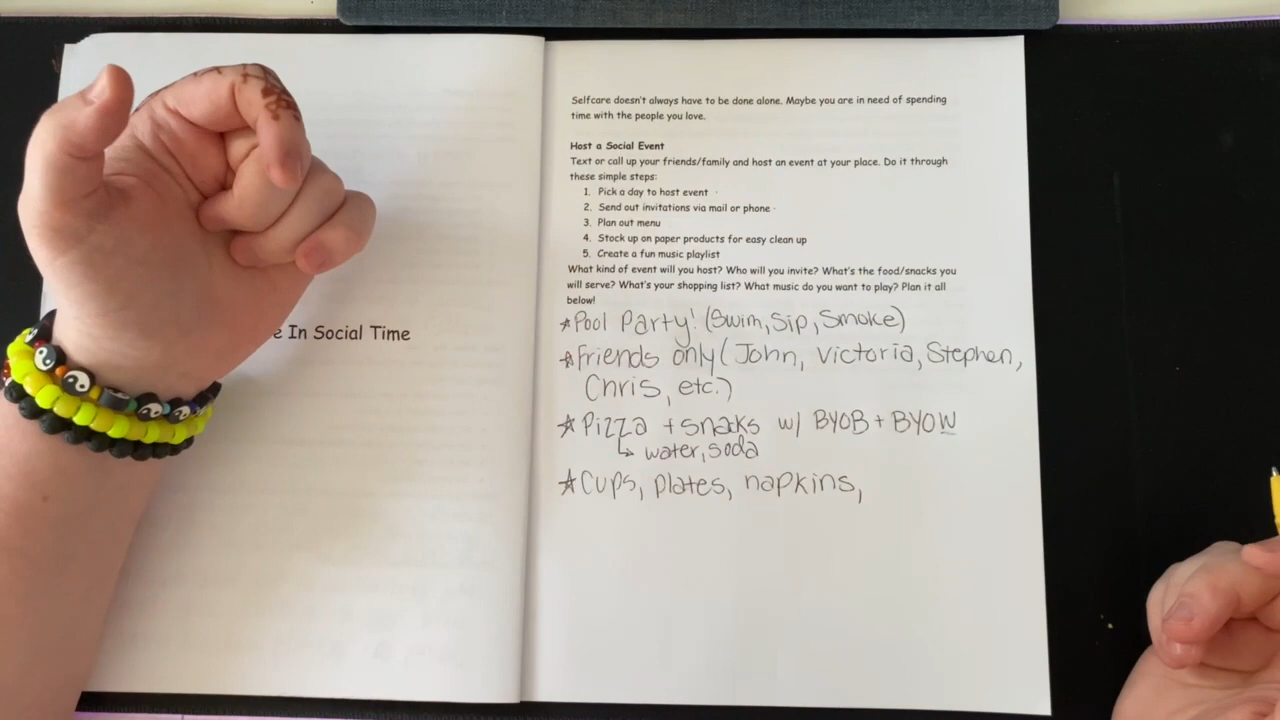 e In Social Time
Selfcare doesn't always have to be done alone. Maybe you are in need of spending
time with the people you love.
Host a Social Event
Text or call up your friends/family and host an event at your place. Do it through
these simple steps:
1. Pick a day to host event
2. Send out invitations via mail or phone
3. Plan out menu
4. Stock up on paper products for easy clean up
5. Create a fun music playlist
What kind of event will you host? Who will you invite? What's the food/snacks you
will serve? What's your shopping list? What music do you want to play? Plan it all
below!
☆Pool Party! (Swim, Sip, Smoke)
☆Friends only (John, Victoria, Stephen,
Chris, etc.)
☆Pizza + snacks w/ BYOB + BYOW
↳ water, soda
☆Cups, plates, napkins,